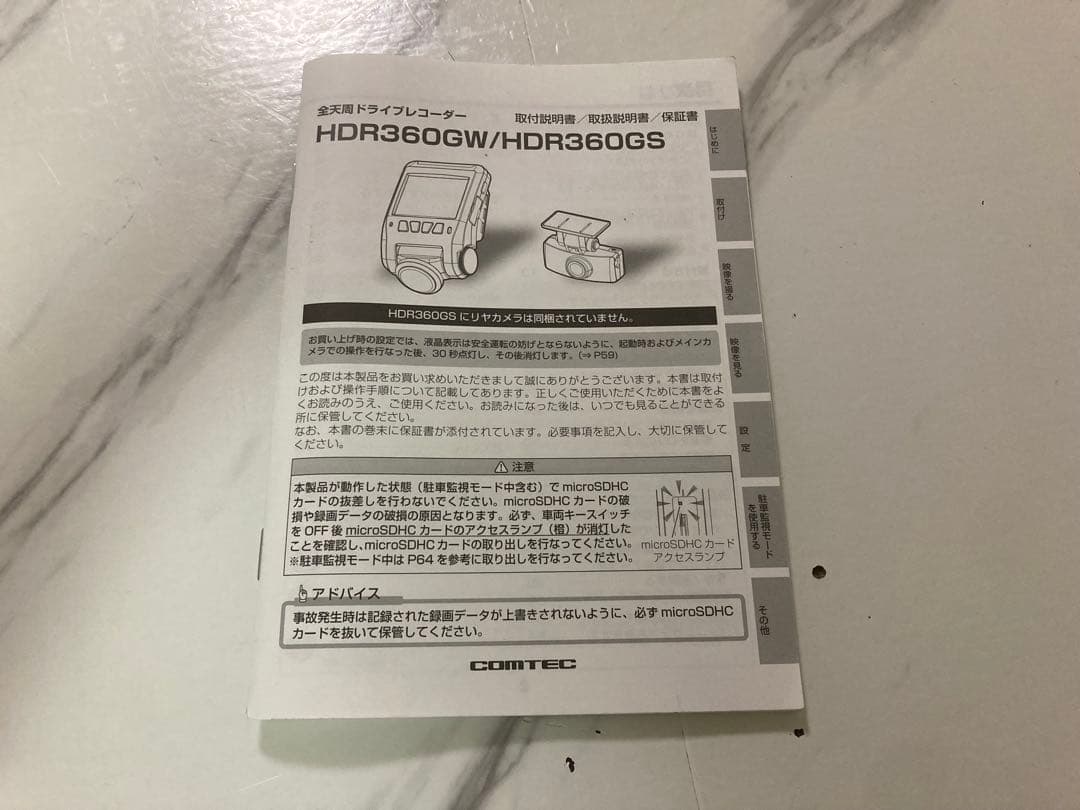 全天周ドライブレコーダー
取付説明書／取扱説明書／保証書
HDR360GW/HDR360GS
HDR360GS にリヤカメラは同梱されていません。
お買い上げ時の設定では、液晶表示は安全運転の妨げとならないように、起動時およびメインカ
メラでの操作を行なった後、30 秒点灯し、その後消灯します。(⇒ P59)
この度は本製品をお買い求めいただきまして誠にありがとうございます。本書は取付
けおよび操作手順について記載してあります。正しくご使用いただくために本書をよ
くお読みのうえ、ご使用ください。お読みになった後は、いつでも見ることができる
所に保管してください。
なお、本書の巻末に保証書が添付されています。必要事項を記入し、大切に保管して
ください。
注意
本製品が動作した状態（駐車監視モード中含む）で microSDHC
カードの抜差しを行わないでください。microSDHC カードの破
損や録画データの破損の原因となります。必ず、車両キースイッチ
を OFF 後 microSDHC カードのアクセスランプ（橙）が消灯した
ことを確認し、microSDHC カードの取り出しを行なってください。
※駐車監視モード中は P64 を参考に取り出しを行なってください。
microSDHC カード
アクセスランプ
アドバイス
事故発生時は記録された録画データが上書きされないように、必ず microSDHC
カードを抜いて保管してください。
COMTEC
はじめに
取付け
映像を撮る
映像を見る
設定
駐車監視モード
を使用する
その他